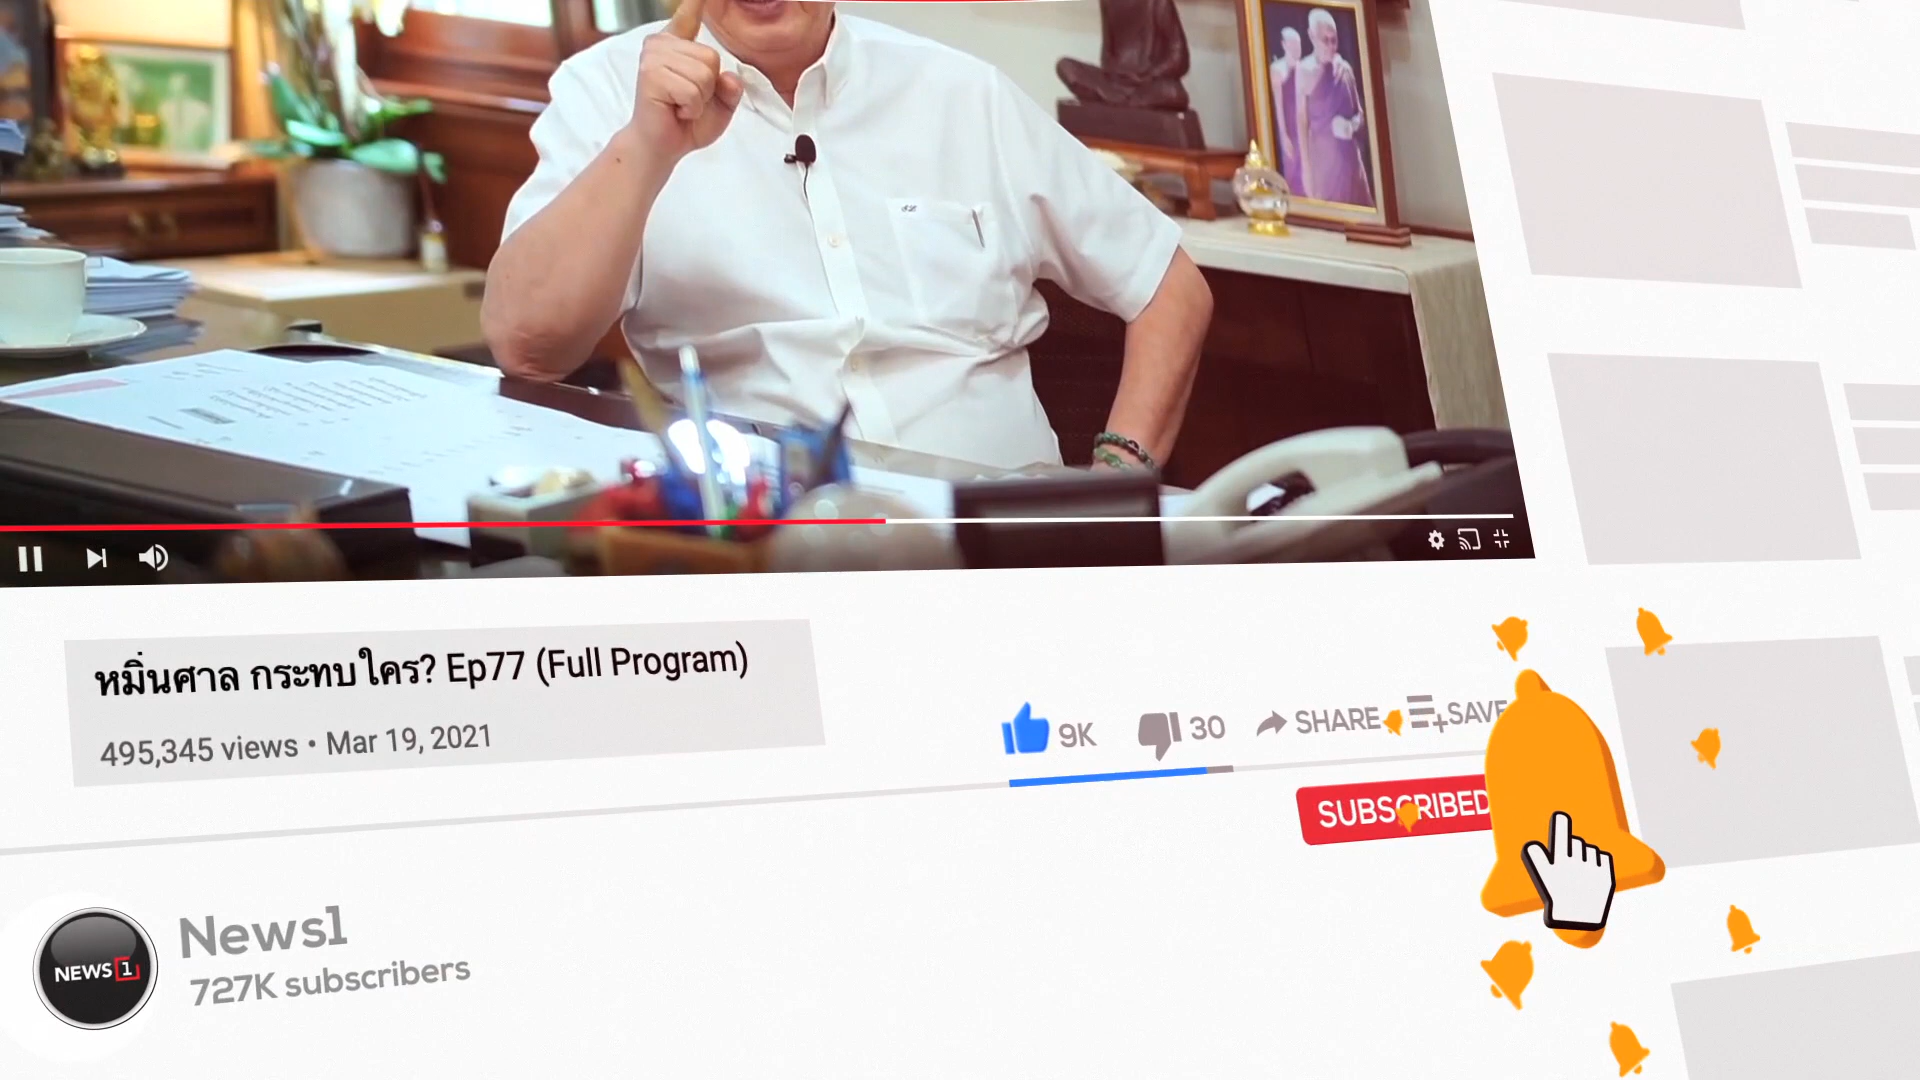 หมิ่นศาล กระทบใคร? Ep77 (Full Program)
495,345 views • Mar 19, 2021
9K
30
SHARE
SAVE
SUBSCRIBED
NEWS 1
News1
727K subscribers